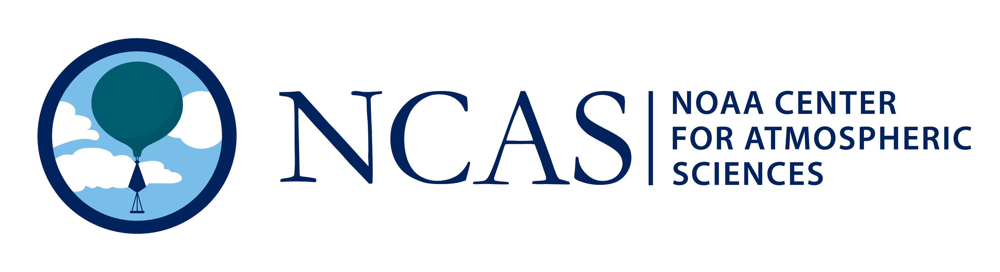 NCAS
NOAA CENTER
FOR ATMOSPHERIC
SCIENCES